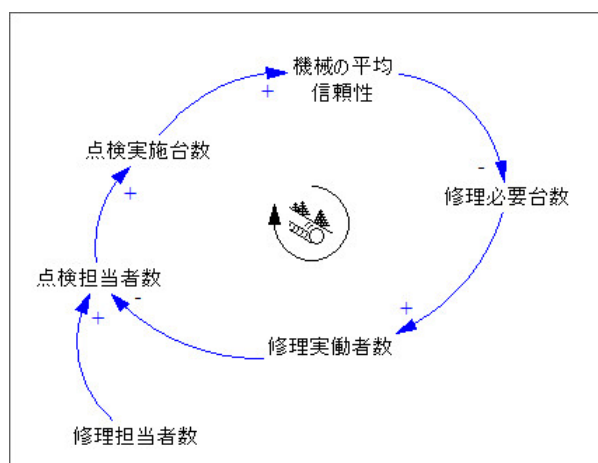 機械の平均
信頼性
+
点検実施台数
-
修理必要台数
+
点検担当者数
-
+
+
修理実働者数
修理担当者数